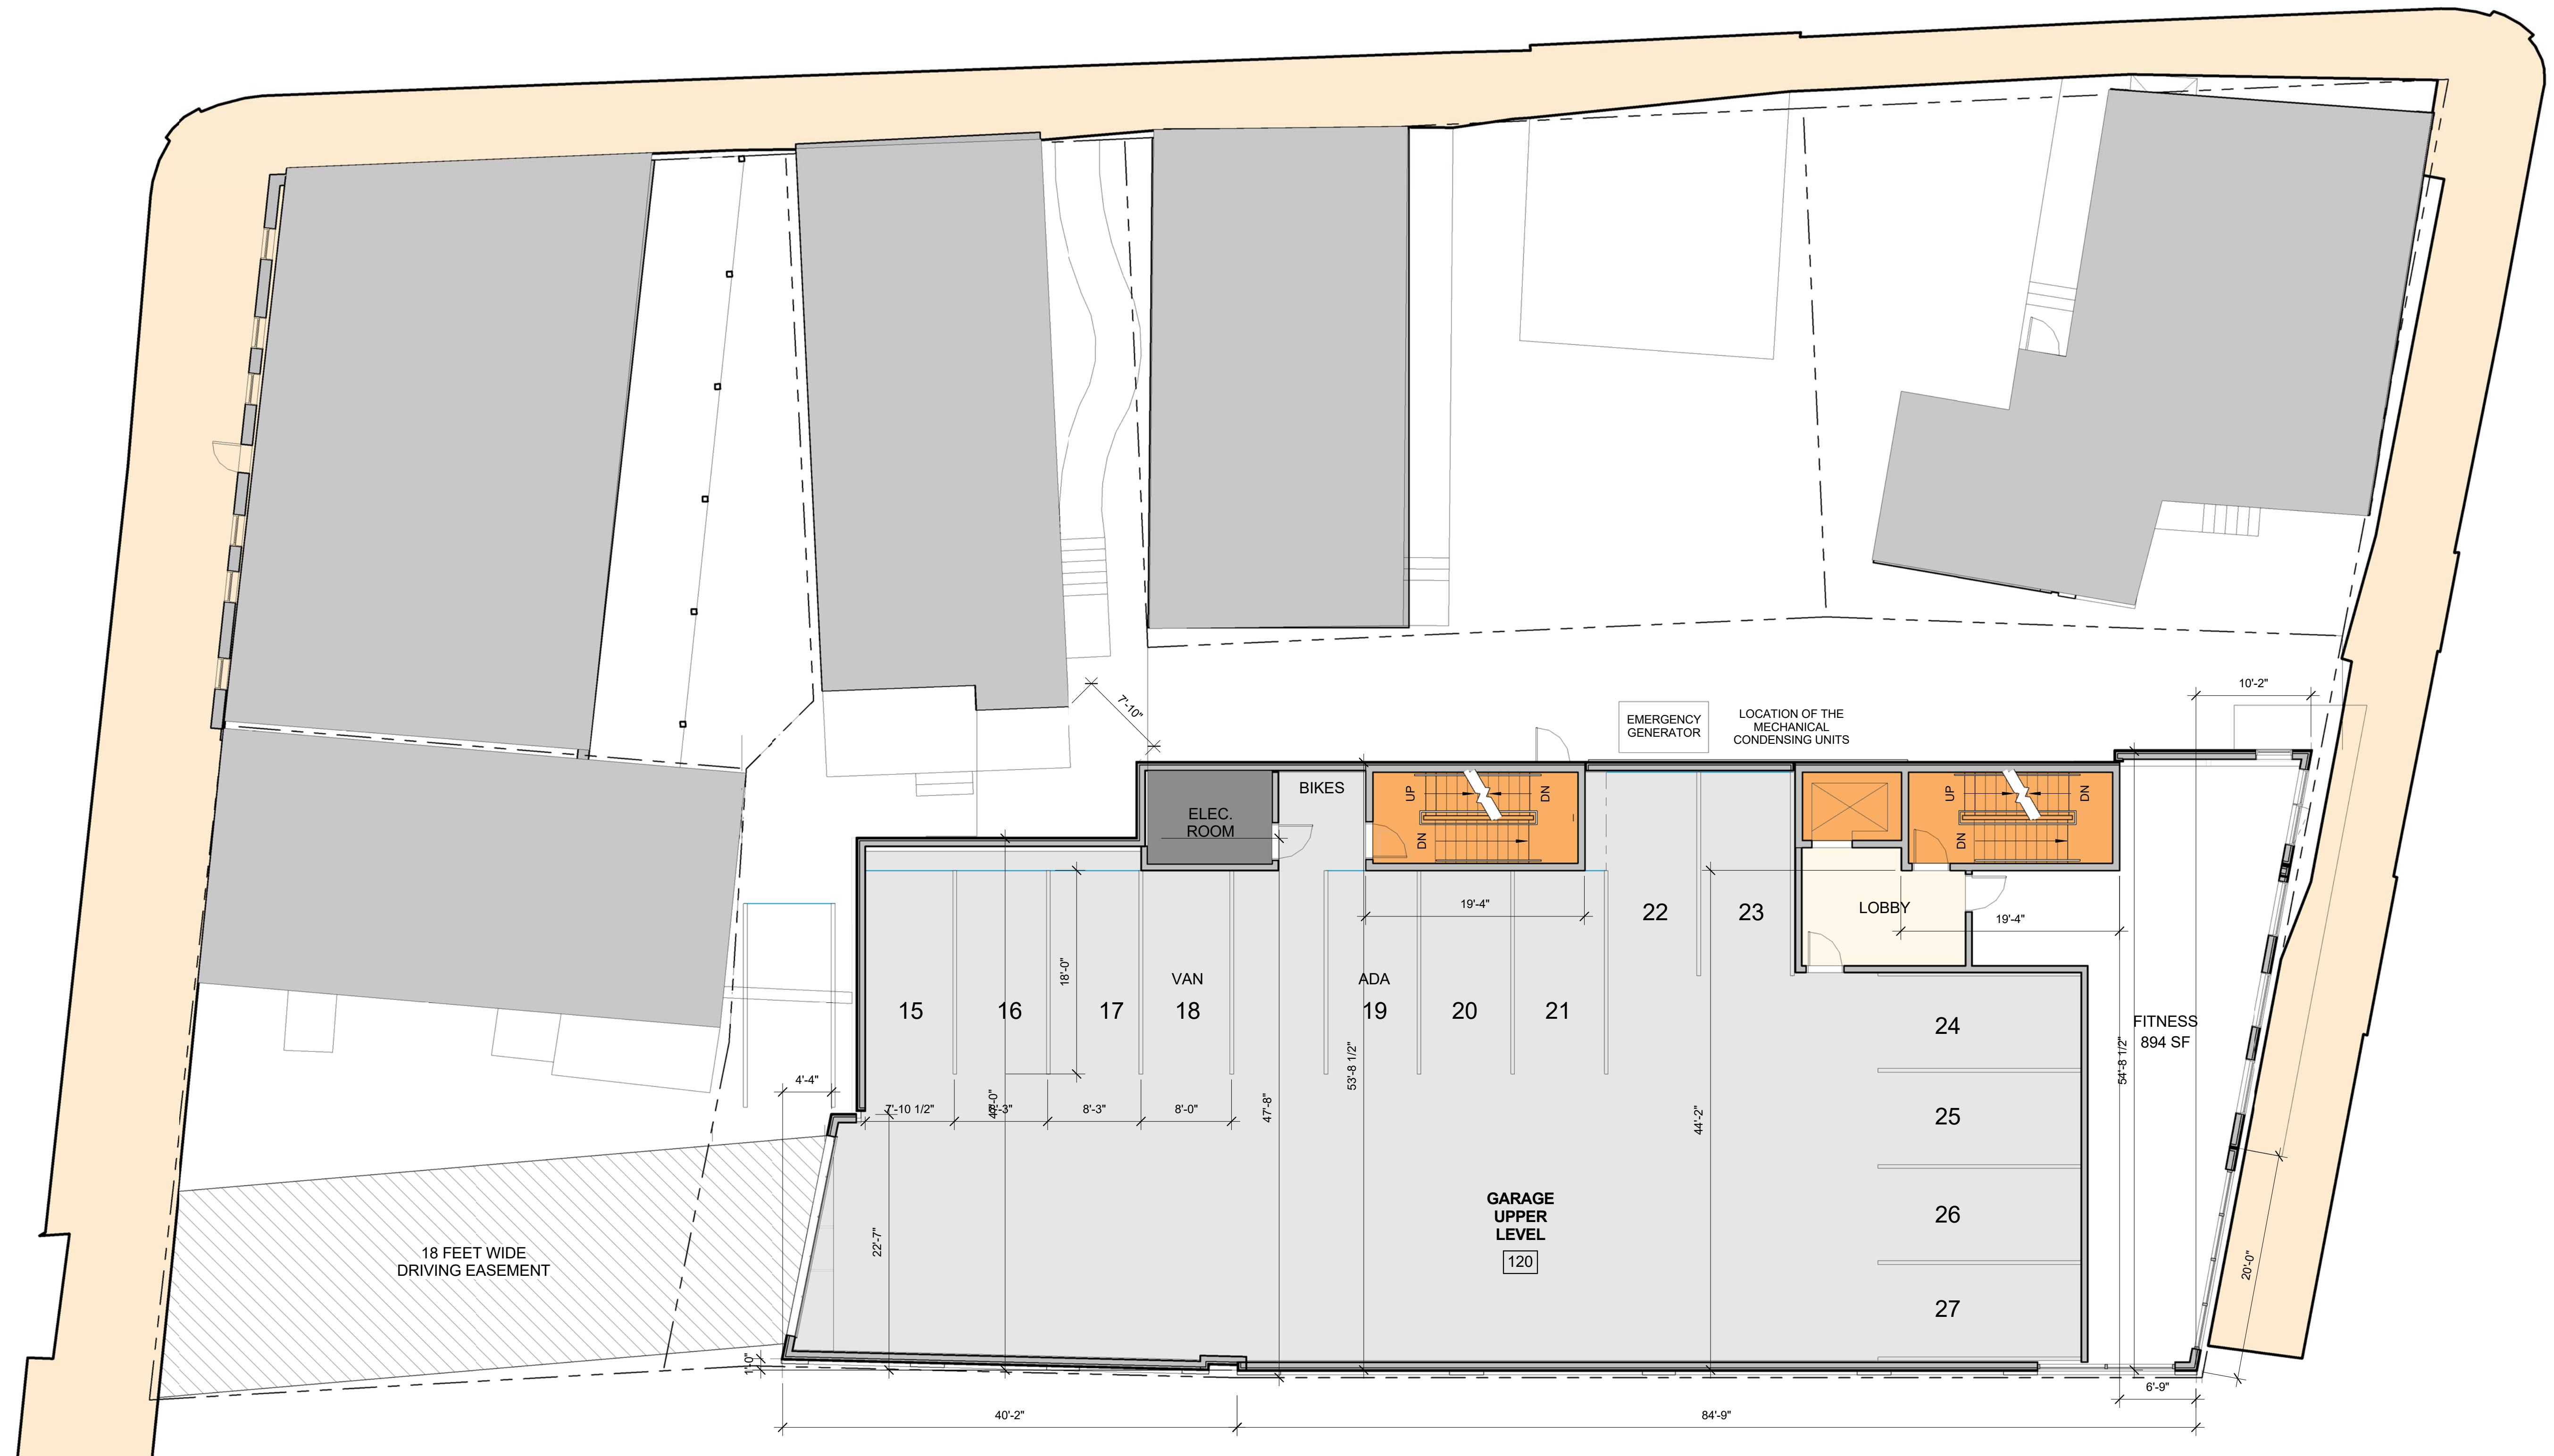 10'-2"
7'-10"
EMERGENCY
GENERATOR
LOCATION OF THE
MECHANICAL
CONDENSING UNITS
ELEC.
ROOM
BIKES
UP
DN
DN
UP
DN
DN
LOBBY
19'-4"
19'-4"
22
23
18'-0"
VAN
ADA
15
16
17
18
19
20
21
24
FITNESS
894 SF
53'-8 1/2"
54'-8 1/2"
4'-4"
7'-10 1/2"
8'-3"
8'-0"
47'-8"
44'-2"
25
GARAGE
UPPER
LEVEL
120
26
22'-7"
18 FEET WIDE
DRIVING EASEMENT
20'-0"
27
1'-0"
6'-9"
40'-2"
84'-9"